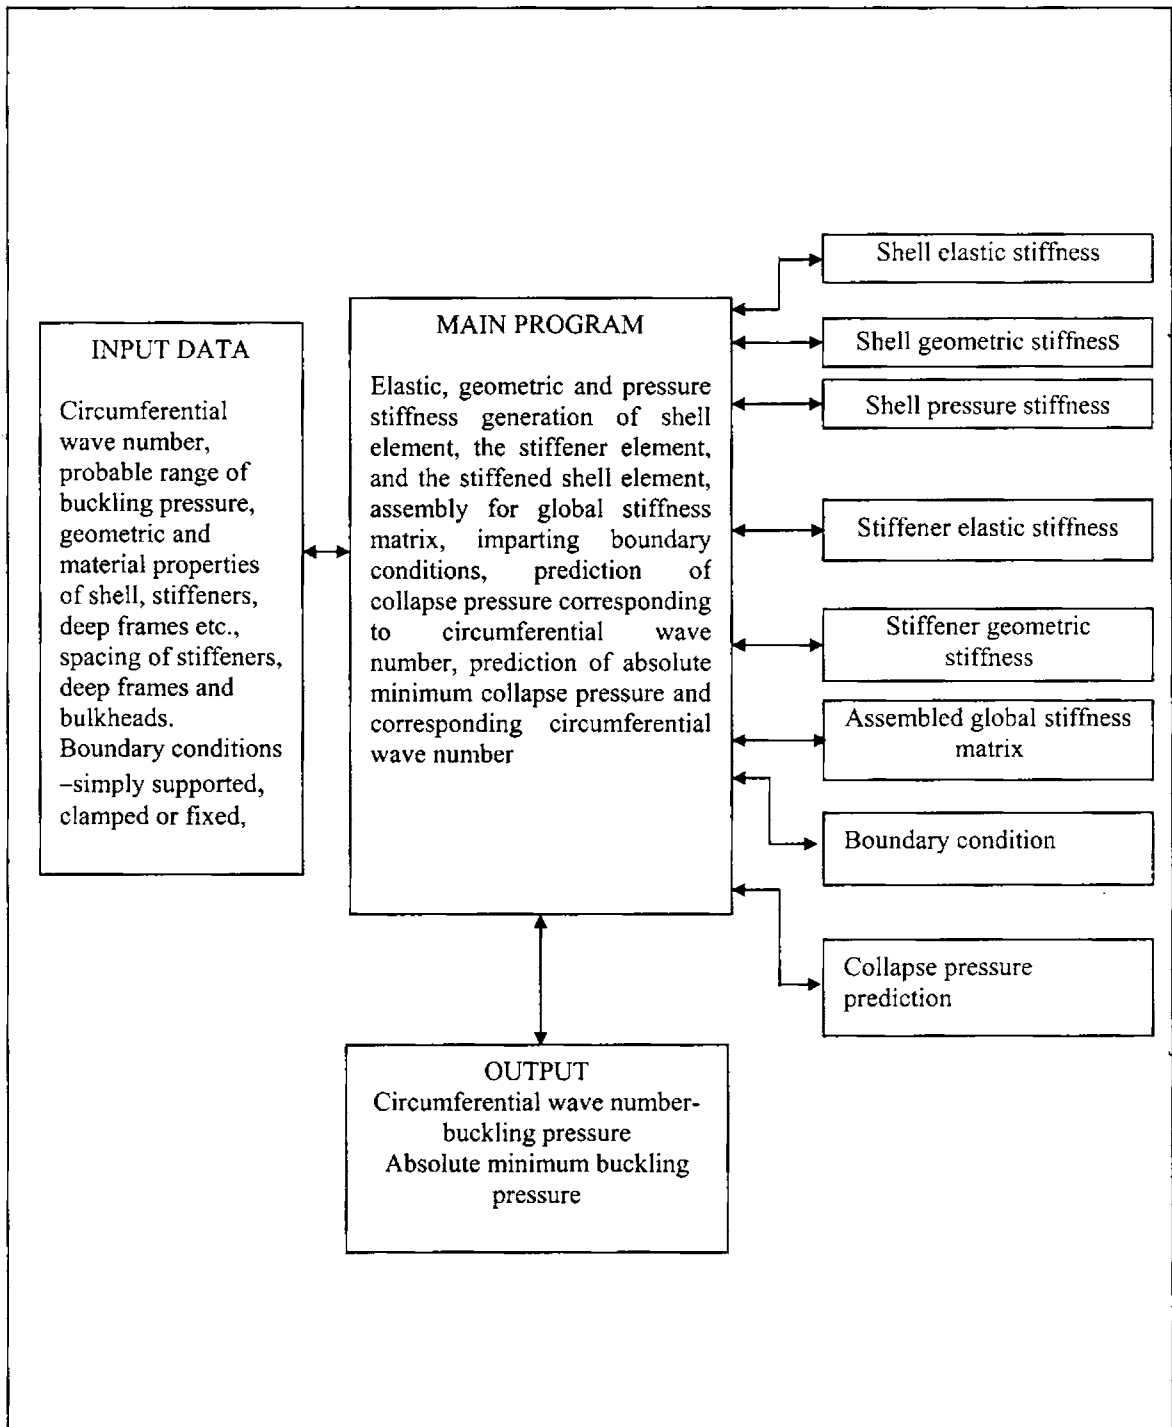 INPUT DATA
Circumferential
wave number,
probable range of
buckling pressure,
geometric and
material properties
of shell, stiffeners,
deep frames etc.,
spacing of stiffeners,
deep frames and
bulkheads.
Boundary conditions
–simply supported,
clamped or fixed,
MAIN PROGRAM
Elastic, geometric and pressure
stiffness generation of shell
element, the stiffener element,
and the stiffened shell element,
assembly for global stiffness
matrix, imparting boundary
conditions, prediction of
collapse pressure corresponding
to circumferential wave
number, prediction of absolute
minimum collapse pressure and
corresponding circumferential
wave number
Shell elastic stiffness
Shell geometric stiffness
Shell pressure stiffness
Stiffener elastic stiffness
Stiffener geometric
stiffness
Assembled global stiffness
matrix
Boundary condition
Collapse pressure
prediction
OUTPUT
Circumferential wave number-
buckling pressure
Absolute minimum buckling
pressure